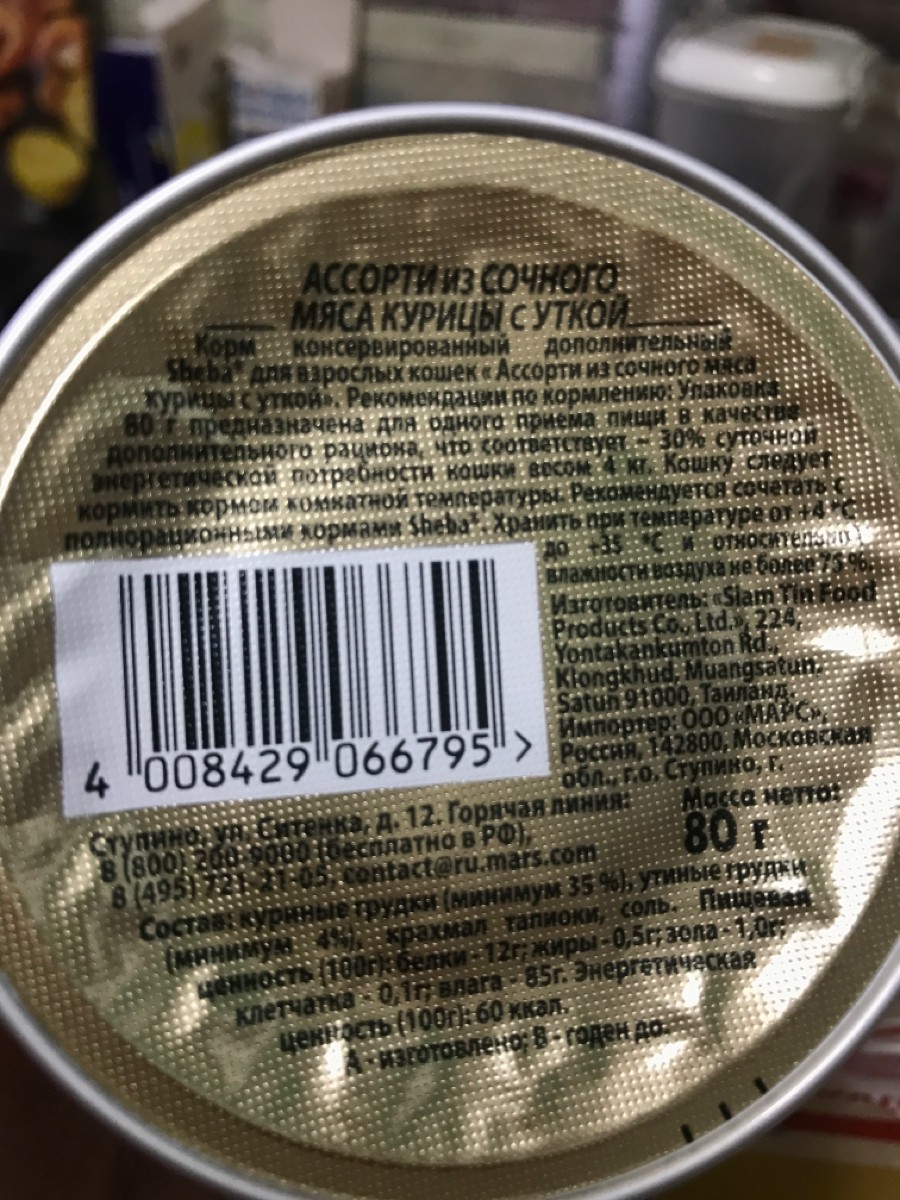 АССОРТИ ИЗ СОЧНОГО
МЯСА КУРИЦЫ С УТКОЙ
Корм консервированный дополнительный
Sheba* для взрослых кошек «Ассорти из сочного мяса
курицы с уткой». Рекомендации по кормлению: Упаковка
80 г предназначена для одного приема пищи в качестве
дополнительного рациона, что соответствует ~ 30% суточной
энергетической потребности кошки весом 4 кг. Кошку следует
кормить кормом комнатной температуры. Рекомендуется сочетать с
полнорационными кормами Sheba*. Хранить при температуре от +4 °C
до +35 °C и относительной
влажности воздуха не более 75 %.
Изготовитель: «Siam Tin Food
Products Co., Ltd.», 224,
Yontakankumton Rd.,
Klongkhud, Muangsatun.
Satun 91000, Таиланд.
Импортер: ООО «МАРС»,
Россия, 142800, Московская
обл., г.о. Ступино, г.
4 008429 066795 >
Ступино, ул. Ситенка, д. 12. Горячая линия:
8 (800) 200-9000 (бесплатно в РФ),
8 (495) 721-21-05, contact@ru.mars.com
Масса нетто:
80 г
Состав: куриные грудки (минимум 35 %), утиные грудки
(минимум 4%), крахмал тапиоки, соль. Пищевая
ценность (100г): белки - 12г; жиры - 0,5г; зола - 1,0г;
клетчатка - 0,1г; влага - 85г. Энергетическая
ценность (100г): 60 ккал.
А - изготовлено; В - годен до.